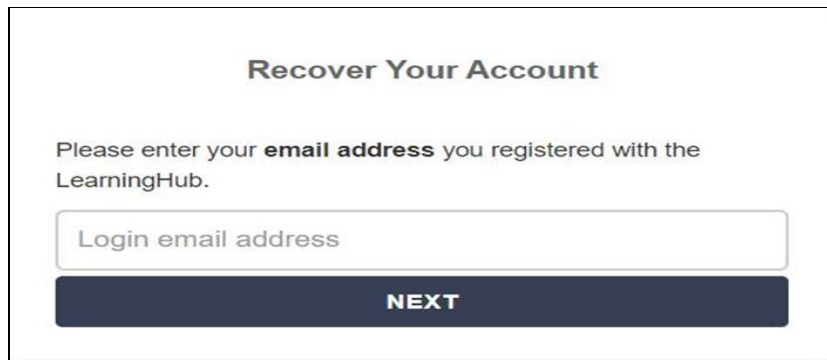 Recover Your Account
Please enter your email address you registered with the
LearningHub.
Login email address
NEXT